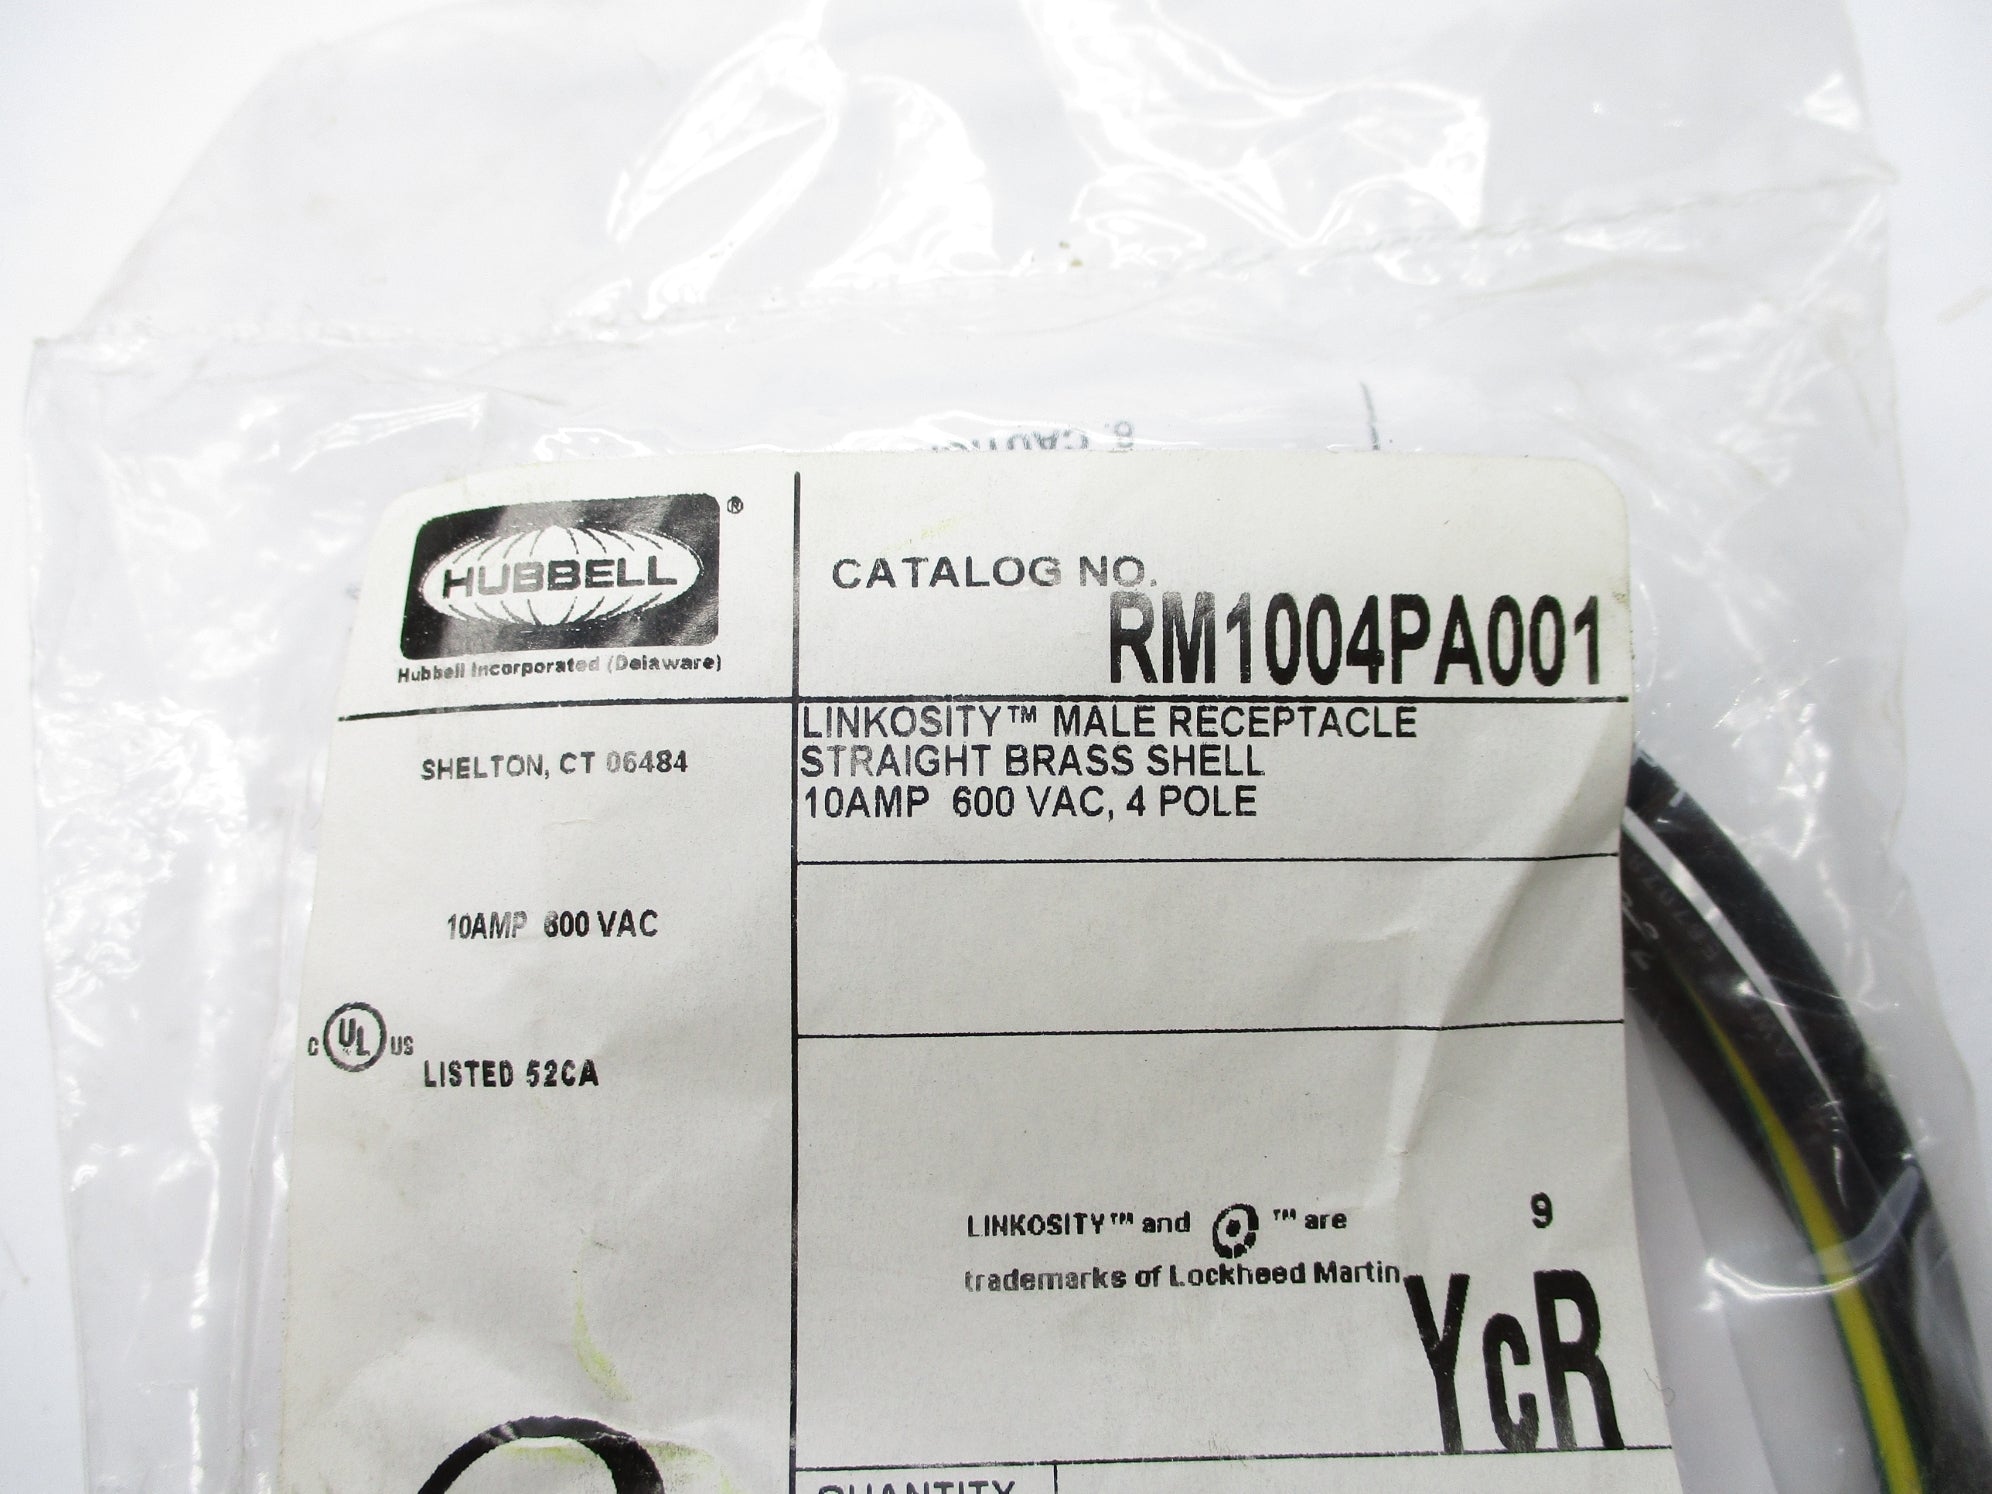 HUBBELL ®
Hubbell Incorporated (Delaware)
CATALOG NO.
RM1004PA001
LINKOSITY™ MALE RECEPTACLE
STRAIGHT BRASS SHELL
10AMP 600 VAC, 4 POLE
SHELTON, CT 06484
10AMP 600 VAC
C UL US
LISTED 52CA
LINKOSITY™ and ™ are
trademarks of Lockheed Martin
9
YcR
QUANTITY